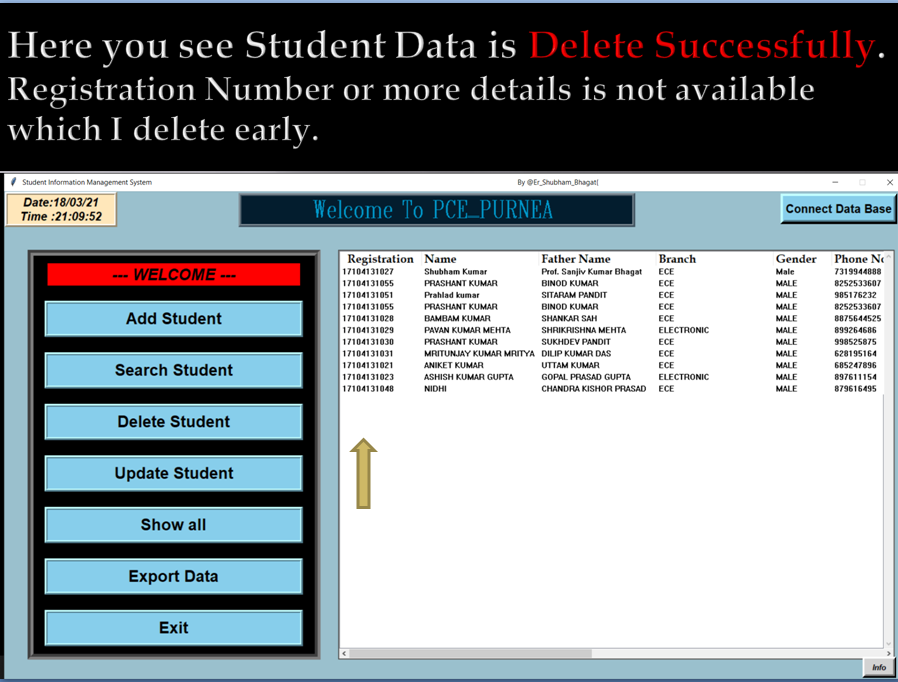 Here you see Student Data is Delete Successfully.
Registration Number or more details is not available
which I delete early.
Student Information Management System By @Er_Shubham_Bhagat(
Date:18/03/21
Time :21:09:52
Welcome To PCE_PURNEA
Connect Data Base
--- WELCOME ---
Add Student
Search Student
Delete Student
Update Student
Show all
Export Data
Exit
Registration Name Father Name Branch Gender Phone No
17104131027 Shubham Kumar Prof. Sanjiv Kumar Bhagat ECE Male 7319944888
17104131055 PRASHANT KUMAR BINOD KUMAR ECE MALE 8252533607
17104131051 Prahlad kumar SITARAM PANDIT ECE MALE 985176232
17104131055 PRASHANT KUMAR BINOD KUMAR ECE MALE 8252533607
17104131028 BAMBAM KUMAR SHANKAR SAH ECE MALE 8875644525
17104131029 PAVAN KUMAR MEHTA SHRIKRISHNA MEHTA ELECTRONIC MALE 899264686
17104131030 PRASHANT KUMAR SUKHDEV PANDIT ECE MALE 998525875
17104131031 MRITUNJAY KUMAR MRITYA DILIP KUMAR DAS ECE MALE 628195164
17104131021 ANIKET KUMAR UTTAM KUMAR ECE MALE 685247896
17104131023 ASHISH KUMAR GUPTA GOPAL PRASAD GUPTA ELECTRONIC MALE 897611154
17104131048 NIDHI CHANDRA KISHOR PRASAD ECE MALE 879616495
Info